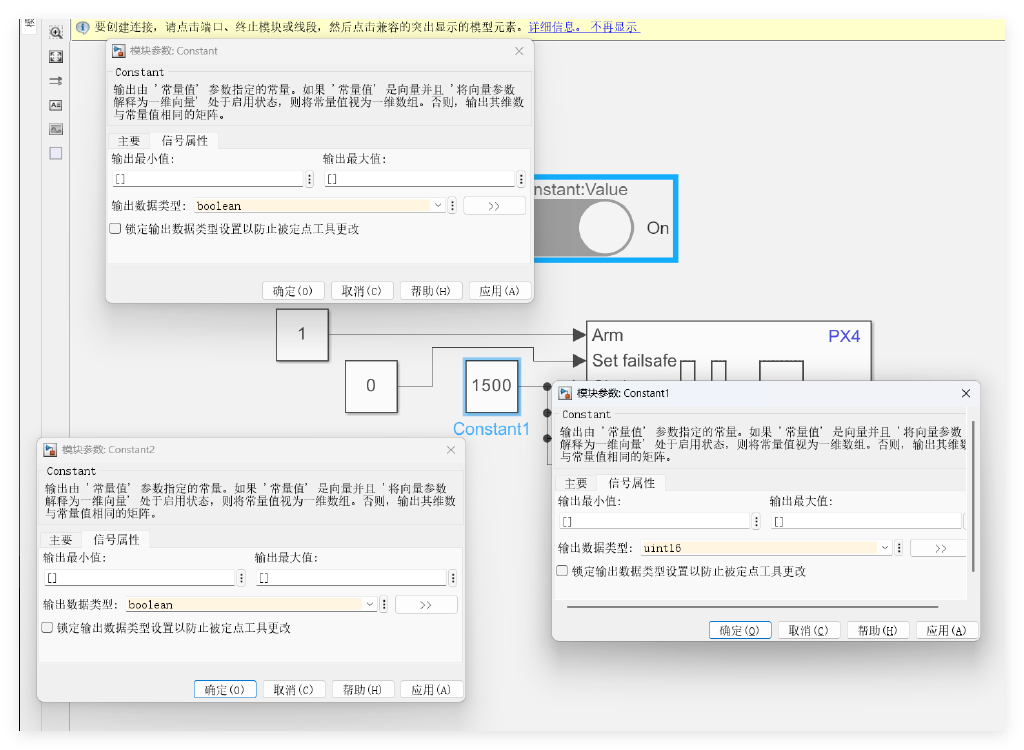 要创建连接，请点击端口、终止模块或线段，然后点击兼容的突出显示的模型元素。详细信息。 不再显示
模块参数: Constant
Constant
输出由 '常量值' 参数指定的常量。如果 '常量值' 是向量并且 '将向量参数
解释为一维向量' 处于启用状态，则将常量值视为一维数组。否则，输出其维数
与常量值相同的矩阵。
主要 信号属性
输出最小值: 输出最大值:
[] []
输出数据类型: boolean >>
锁定输出数据类型设置以防止被定点工具更改
确定(O) 取消(C) 帮助(H) 应用(A)
nstant:Value
On
1
Arm PX4
Set failsafe
0
1500
Constant1
模块参数: Constant1
Constant
输出由 '常量值' 参数指定的常量。如果 '常量值' 是向量并且 '将向量参数
解释为一维向量' 处于启用状态，则将常量值视为一维数组。否则，输出其维数
与常量值相同的矩阵。
主要 信号属性
输出最小值: 输出最大值:
[] []
输出数据类型: uint16 >>
锁定输出数据类型设置以防止被定点工具更改
确定(O) 取消(C) 帮助(H) 应用(A)
模块参数: Constant2
Constant
输出由 '常量值' 参数指定的常量。如果 '常量值' 是向量并且 '将向量参数
解释为一维向量' 处于启用状态，则将常量值视为一维数组。否则，输出其维数
与常量值相同的矩阵。
主要 信号属性
输出最小值: 输出最大值:
[] []
输出数据类型: boolean >>
锁定输出数据类型设置以防止被定点工具更改
确定(O) 取消(C) 帮助(H) 应用(A)